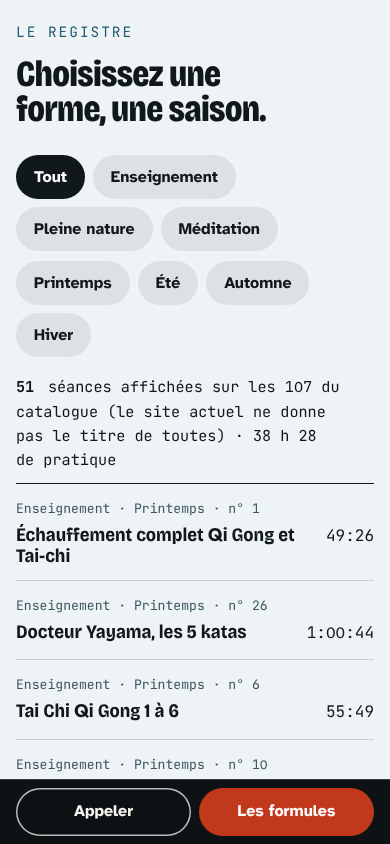 LE REGISTRE
Choisissez une
forme, une saison.
Tout
Enseignement
Pleine nature
Méditation
Printemps
Été
Automne
Hiver
51 séances affichées sur les 107 du
catalogue (le site actuel ne donne
pas le titre de toutes) · 38 h 28
de pratique
Enseignement · Printemps · n° 1
Échauffement complet Qi Gong et
Tai-chi
49:26
Enseignement · Printemps · n° 26
Docteur Yayama, les 5 katas
1:00:44
Enseignement · Printemps · n° 6
Tai Chi Qi Gong 1 à 6
55:49
Enseignement · Printemps · n° 10
Appeler
Les formules